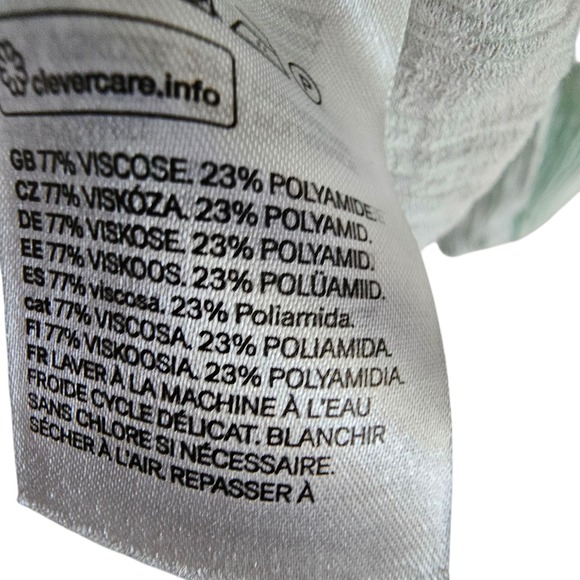 clevercare.info
P
GB 77% VISCOSE. 23% POLYAMIDE.
CZ 77% VISKÓZA. 23% POLYAMID.
DE 77% VISKOSE. 23% POLYAMID.
EE 77% VISKOOS. 23% POLÜAMIID.
ES 77% viscosa. 23% Poliamida.
cat 77% VISCOSA. 23% POLIAMIDA.
FI 77% VISKOOSIA. 23% POLYAMIDIA.
FR LAVER À LA MACHINE À L'EAU
FROIDE CYCLE DÉLICAT. BLANCHIR
SANS CHLORE SI NÉCESSAIRE.
SÉCHER À L'AIR. REPASSER À